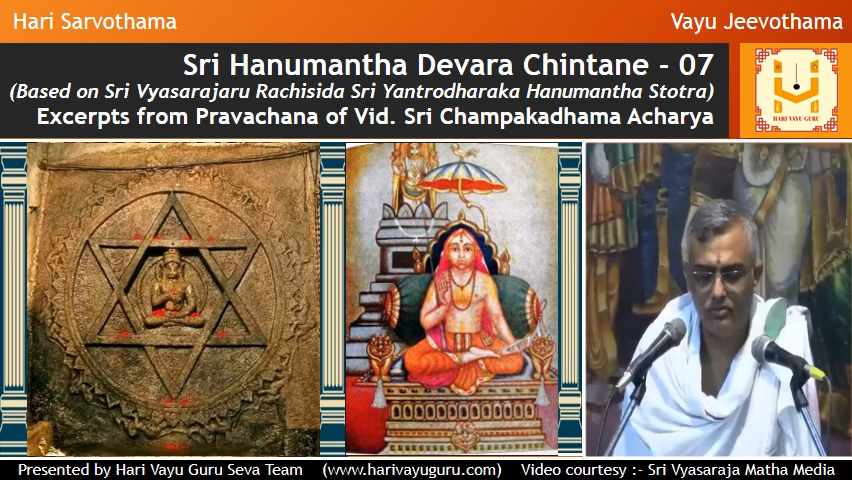 Hari Sarvothama
Vayu Jeevothama
Sri Hanumantha Devara Chintane - 07
(Based on Sri Vyasarajaru Rachisida Sri Yantrodharaka Hanumantha Stotra)
Excerpts from Pravachana of Vid. Sri Champakadhama Acharya
HARI VAYU GURU
Presented by Hari Vayu Guru Seva Team (www.harivayuguru.com) Video courtesy :- Sri Vyasaraja Matha Media